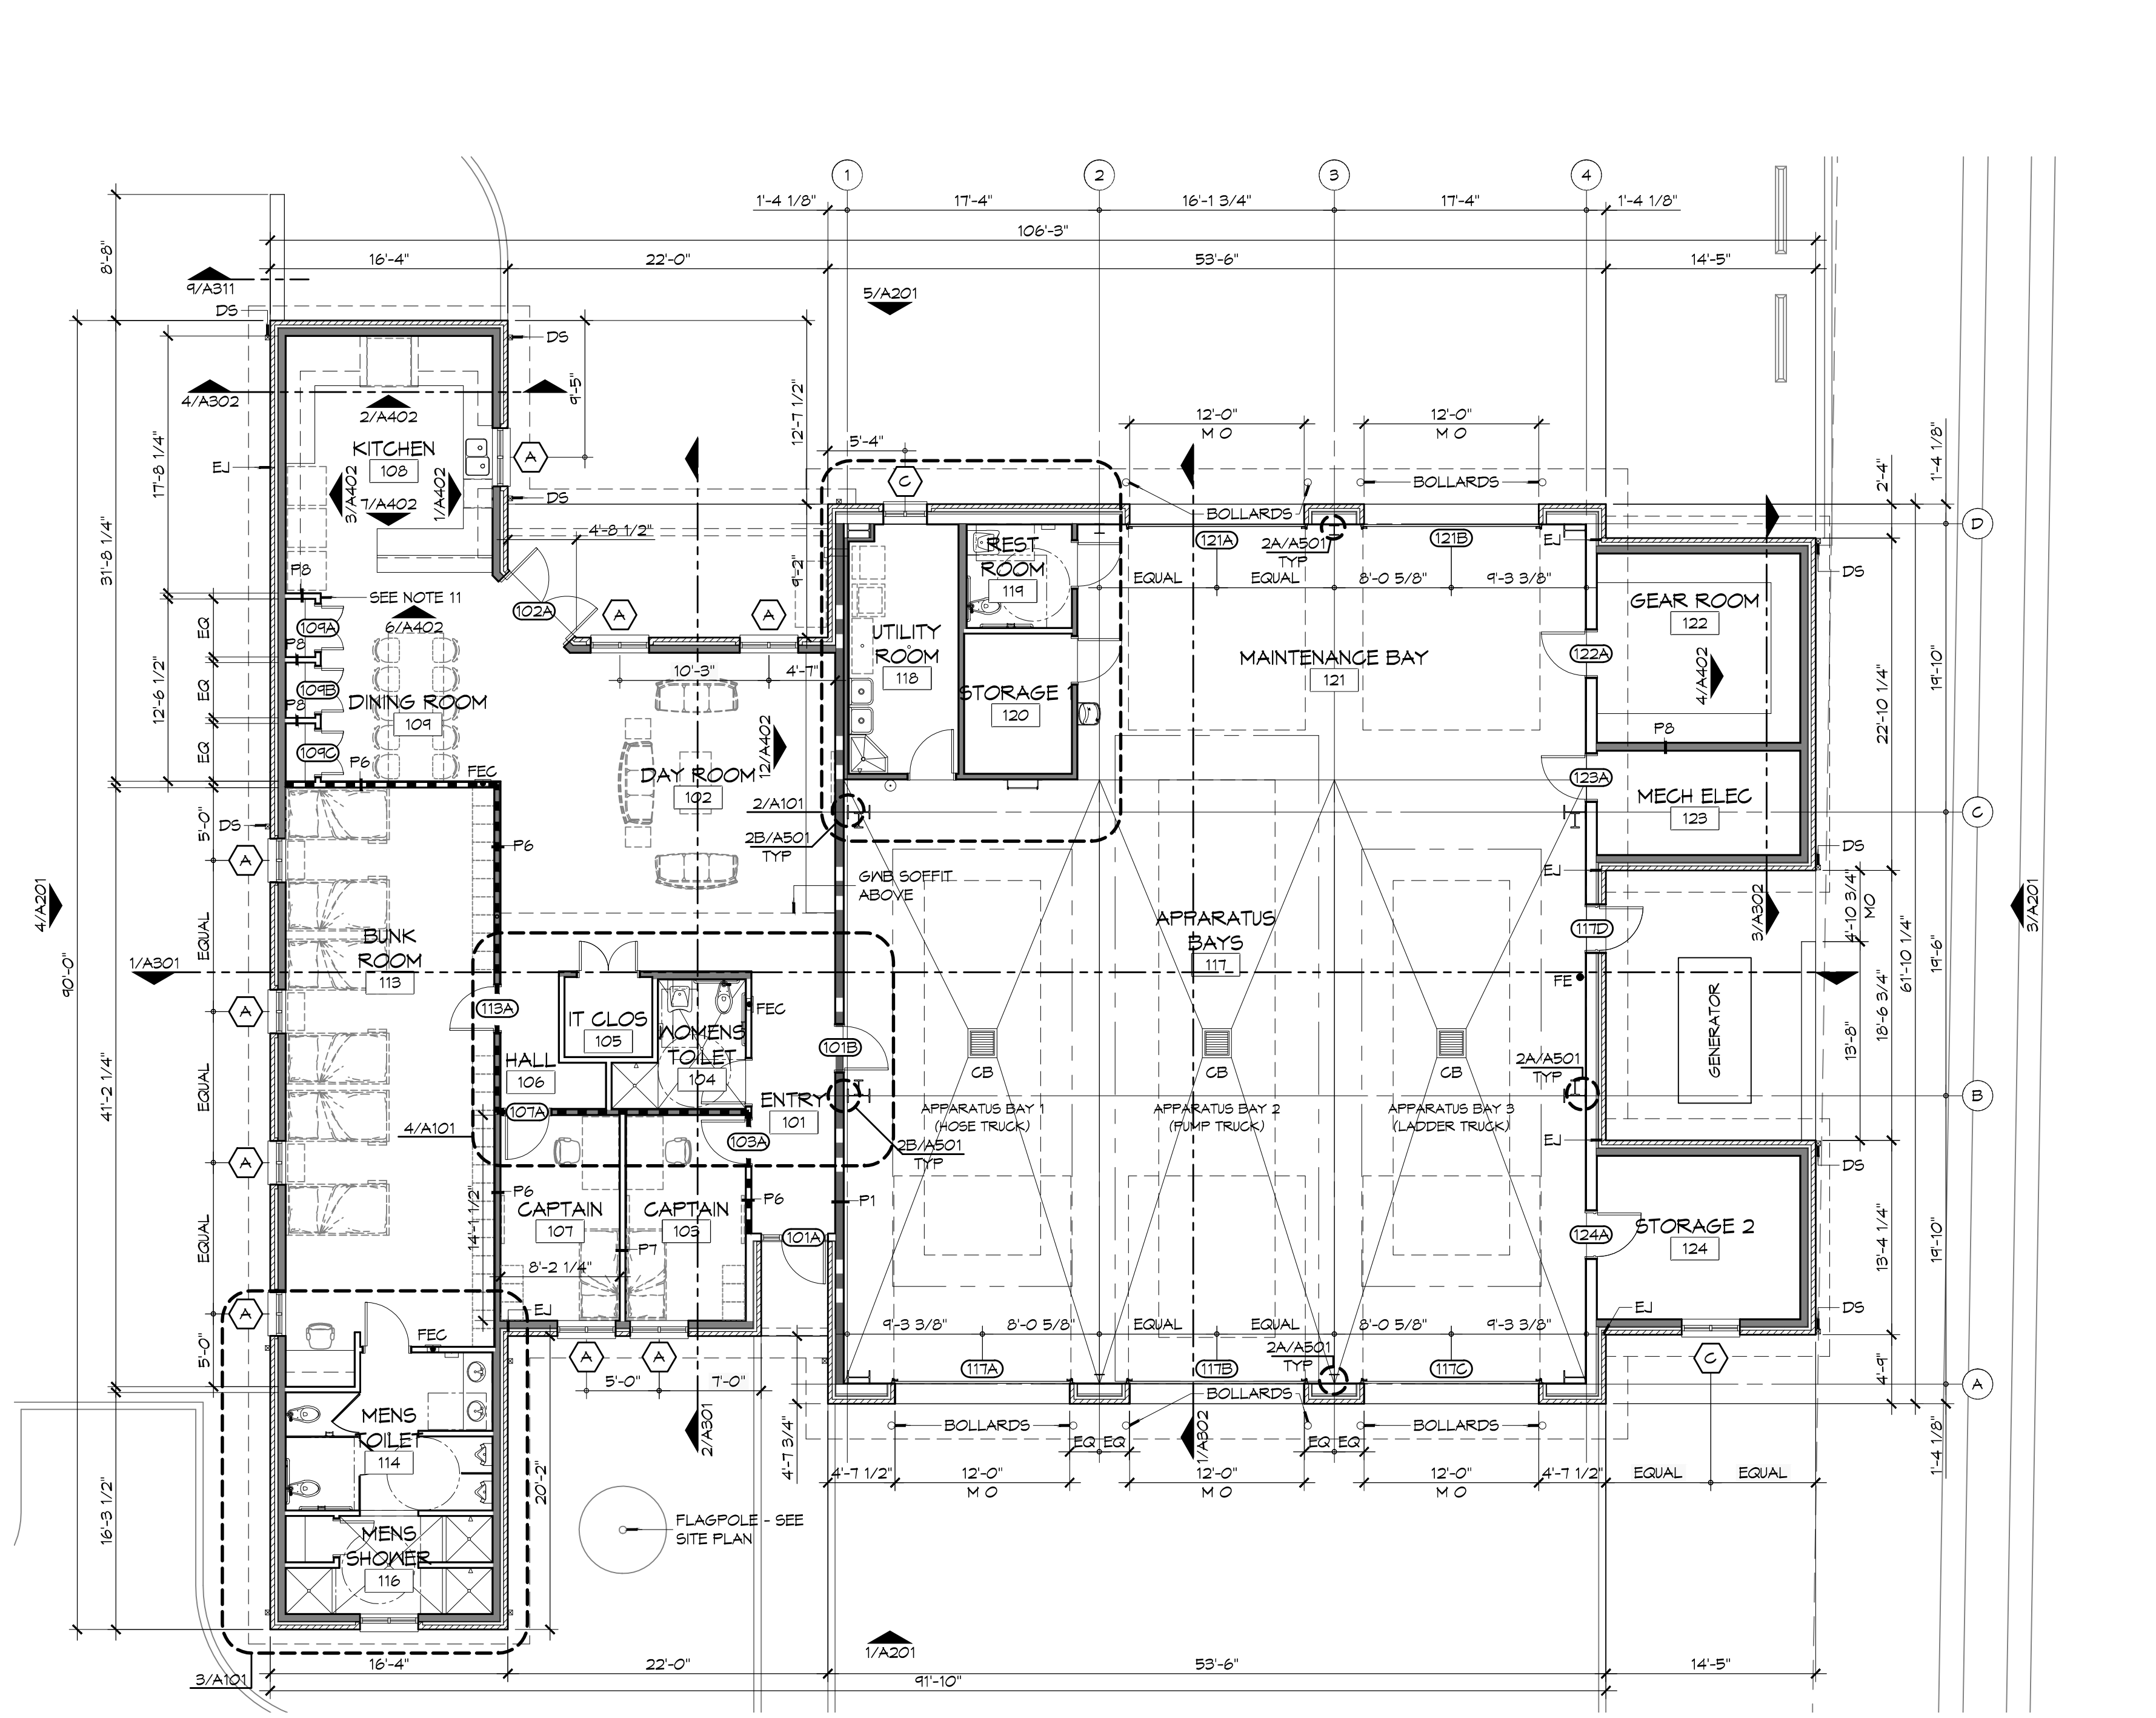 1
2
3
4
1'-4 1/8"
17'-4"
16'-1 3/4"
17'-4"
1'-4 1/8"
106'-3"
16'-4"
22'-0"
53'-6"
14'-5"
8'-8"
9/A311
DS
5/A201
DS
4/A302
2/A402
9'-5"
12'-7 1/2"
12'-0"
M O
12'-0"
M O
1'-4 1/8"
17'-8 1/4"
KITCHEN
108
A
5'-4"
C
EJ
3/A402
7/A402
1/A402
DS
BOLLARDS
BOLLARDS
2'-4"
D
31'-8 1/4"
4'-8 1/2"
9'-2"
REST
ROOM
119
121A
2A/A501
TYP
121B
EJ
DS
P8
EQUAL
EQUAL
8'-0 5/8"
9'-3 3/8"
SEE NOTE 11
6/A402
102A
A
A
GEAR ROOM
122
EQ
109A
P8
UTILITY
ROOM
118
MAINTENANCE BAY
121
122A
4/A402
19'-10"
12'-6 1/2"
EQ
109B
P8
10'-3"
4'-7"
DINING ROOM
109
STORAGE 1
120
22'-10 1/4"
EQ
109C
12/A402
P8
P6
FEC
DAY ROOM
102
123A
MECH ELEC
123
5'-0"
DS
2/A101
2B/A501
TYP
C
A
P6
DS
GWB SOFFIT
ABOVE
EJ
4/A201
EQUAL
BUNK
ROOM
113
APPARATUS
BAYS
117
117D
3/A302
4'-10 3/4"
MO
3/A201
90'-0"
1/A301
FE
61'-10 1/4"
19'-6"
A
113A
IT CLOS
105
WOMENS
TOILET
104
FEC
GENERATOR
18'-6 3/4"
13'-8"
101B
HALL
106
CB
CB
CB
2A/A501
TYP
41'-2 1/4"
EQUAL
107A
ENTRY
101
APPARATUS BAY 1
(HOSE TRUCK)
APPARATUS BAY 2
(PUMP TRUCK)
APPARATUS BAY 3
(LADDER TRUCK)
B
4/A101
103A
2B/A501
TYP
EJ
A
DS
P6
P6
P1
14'-1 1/2"
CAPTAIN
107
CAPTAIN
103
101A
124A
STORAGE 2
124
EQUAL
P7
8'-2 1/4"
13'-4 1/4"
19'-10"
A
EJ
EJ
DS
FEC
9'-3 3/8"
8'-0 5/8"
EQUAL
EQUAL
8'-0 5/8"
9'-3 3/8"
5'-0"
A
A
2A/A501
TYP
117A
117B
117C
C
4'-9"
A
5'-0"
7'-0"
BOLLARDS
BOLLARDS
BOLLARDS
MENS
TOILET
114
2/A301
4'-7 3/4"
EQ
EQ
1/A302
EQ
EQ
1'-4 1/8"
4'-7 1/2"
12'-0"
M O
12'-0"
M O
12'-0"
M O
4'-7 1/2"
EQUAL
EQUAL
16'-3 1/2"
20'-2"
FLAGPOLE - SEE
SITE PLAN
MENS
SHOWER
116
1/A201
3/A101
16'-4"
22'-0"
53'-6"
14'-5"
91'-10"